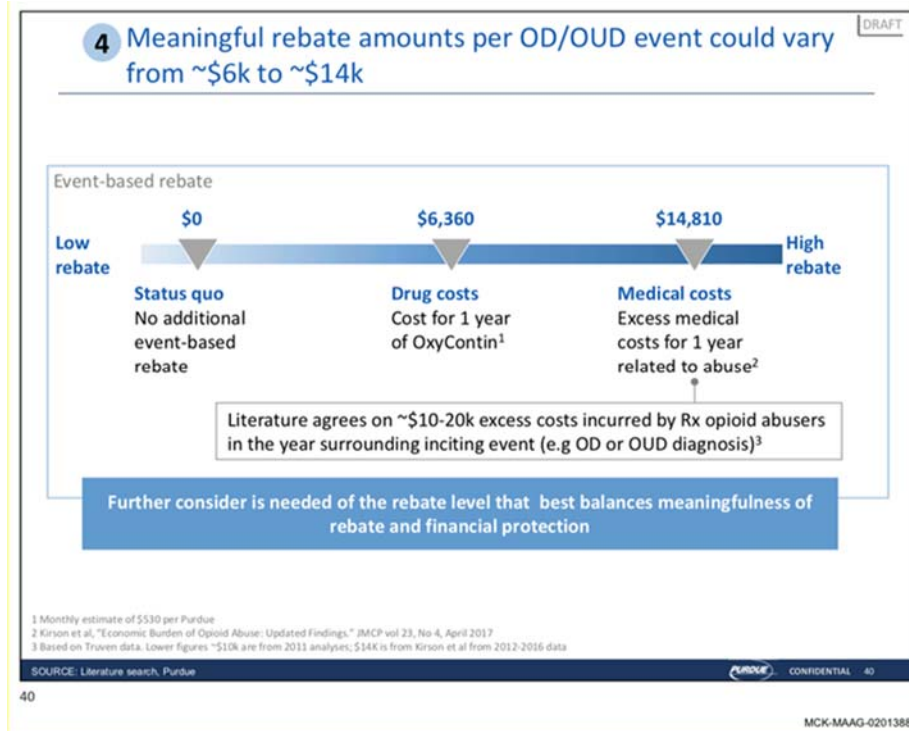 DRAFT
4 Meaningful rebate amounts per OD/OUD event could vary
from ~$6k to ~$14k
Event-based rebate
$0 $6,360 $14,810
Low
rebate
High
rebate
Status quo
No additional
event-based
rebate
Drug costs
Cost for 1 year
of OxyContin1
Medical costs
Excess medical
costs for 1 year
related to abuse2
Literature agrees on ~$10-20k excess costs incurred by Rx opioid abusers
in the year surrounding inciting event (e.g OD or OUD diagnosis)3
Further consider is needed of the rebate level that best balances meaningfulness of
rebate and financial protection
1 Monthly estimate of $530 per Purdue
2 Kirson et al, "Economic Burden of Opioid Abuse: Updated Findings." JMCP vol 23, No 4, April 2017
3 Based on Truven data. Lower figures ~$10k are from 2011 analyses; $14K is from Kirson et al from 2012-2016 data
SOURCE: Literature search, Purdue
PURDUE CONFIDENTIAL 40
40
MCK-MAAG-0201388